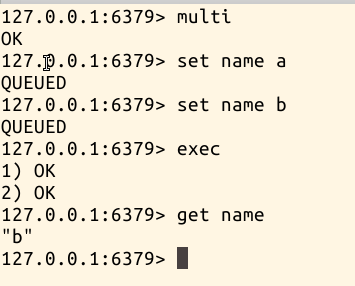 127.0.0.1:6379> multi
OK
127.0.0.1:6379> set name a
QUEUED
127.0.0.1:6379> set name b
QUEUED
127.0.0.1:6379> exec
1) OK
2) OK
127.0.0.1:6379> get name
"b"
127.0.0.1:6379>